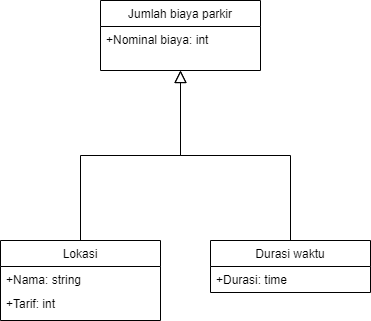 Jumlah biaya parkir
+Nominal biaya: int
Lokasi
+Nama: string
+Tarif: int
Durasi waktu
+Durasi: time